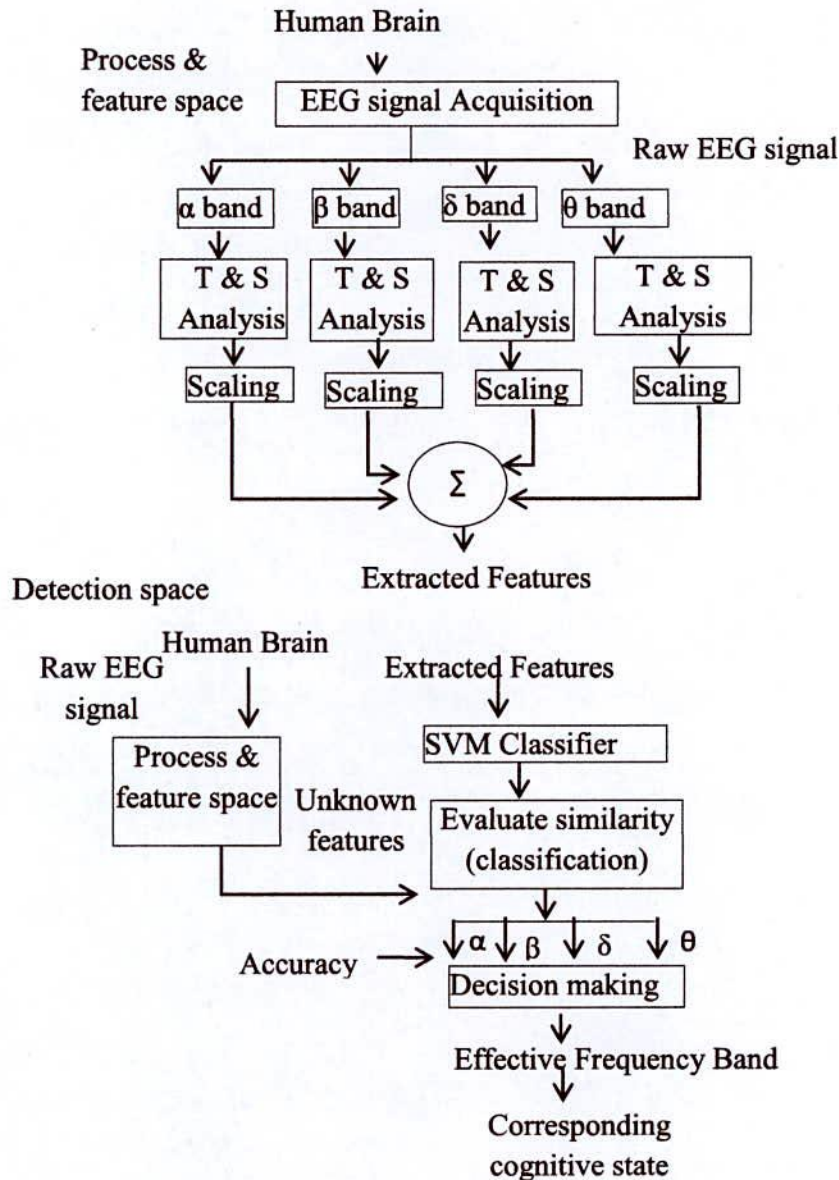 Human Brain
Process &
feature space
EEG signal Acquisition
Raw EEG signal
α band
β band
δ band
θ band
T & S
Analysis
T & S
Analysis
T & S
Analysis
T & S
Analysis
Scaling
Scaling
Scaling
Scaling
Σ
Extracted Features
Detection space
Human Brain
Raw EEG
signal
Process &
feature space
Unknown
features
Extracted Features
SVM Classifier
Evaluate similarity
(classification)
α β δ θ
Accuracy
Decision making
Effective Frequency Band
Corresponding
cognitive state